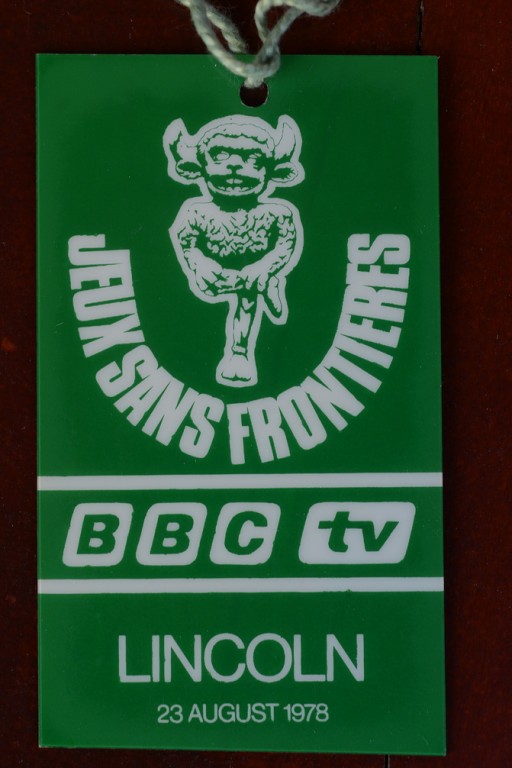 JEUX SANS FRONTIERES
BBC tv
LINCOLN
23 AUGUST 1978